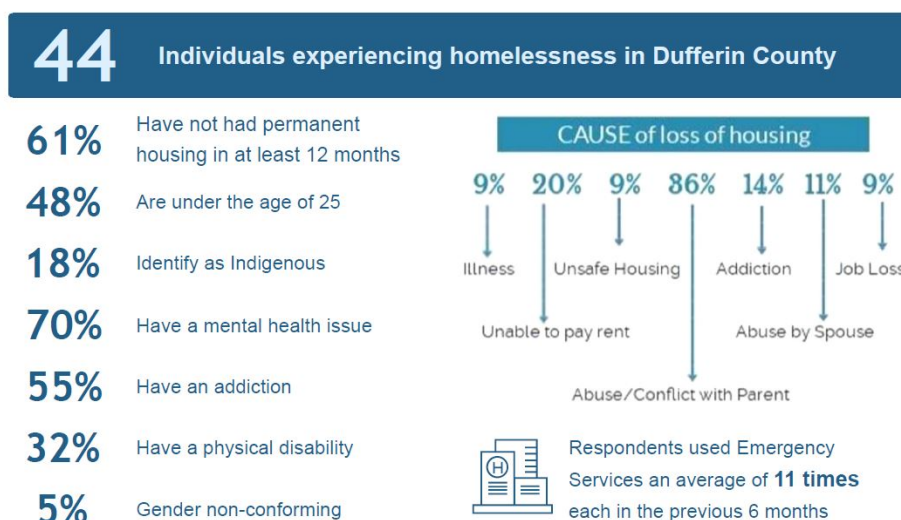 44 Individuals experiencing homelessness in Dufferin County
61% Have not had permanent
housing in at least 12 months
48% Are under the age of 25
18% Identify as Indigenous
70% Have a mental health issue
55% Have an addiction
32% Have a physical disability
5% Gender non-conforming
CAUSE of loss of housing
9% 20% 9% 36% 14% 11% 9%
Illness Unsafe Housing Addiction Job Loss
Unable to pay rent Abuse by Spouse
Abuse/Conflict with Parent
H
Respondents used Emergency
Services an average of 11 times
each in the previous 6 months